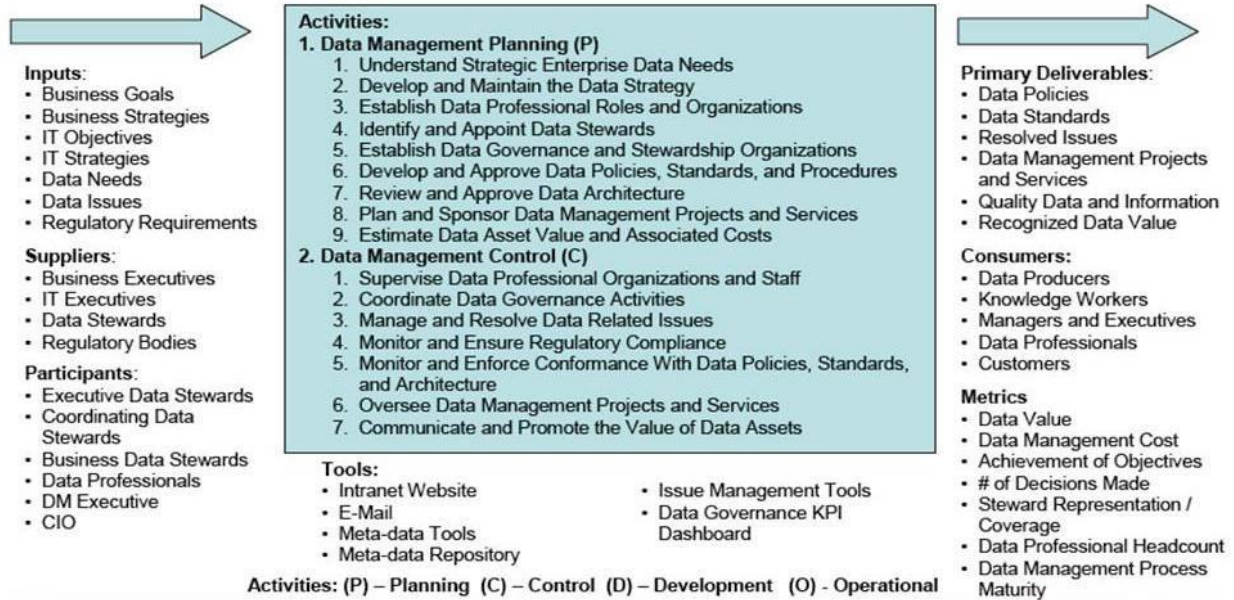 Inputs:
• Business Goals
• Business Strategies
• IT Objectives
• IT Strategies
• Data Needs
• Data Issues
• Regulatory Requirements
Suppliers:
• Business Executives
• IT Executives
• Data Stewards
• Regulatory Bodies
Participants:
• Executive Data Stewards
• Coordinating Data
Stewards
• Business Data Stewards
• Data Professionals
• DM Executive
• CIO
Activities:
1. Data Management Planning (P)
1. Understand Strategic Enterprise Data Needs
2. Develop and Maintain the Data Strategy
3. Establish Data Professional Roles and Organizations
4. Identify and Appoint Data Stewards
5. Establish Data Governance and Stewardship Organizations
6. Develop and Approve Data Policies, Standards, and Procedures
7. Review and Approve Data Architecture
8. Plan and Sponsor Data Management Projects and Services
9. Estimate Data Asset Value and Associated Costs
2. Data Management Control (C)
1. Supervise Data Professional Organizations and Staff
2. Coordinate Data Governance Activities
3. Manage and Resolve Data Related Issues
4. Monitor and Ensure Regulatory Compliance
5. Monitor and Enforce Conformance With Data Policies, Standards,
and Architecture
6. Oversee Data Management Projects and Services
7. Communicate and Promote the Value of Data Assets
Tools:
• Intranet Website
• E-Mail
• Meta-data Tools
• Meta-data Repository
• Issue Management Tools
• Data Governance KPI
Dashboard
Primary Deliverables:
• Data Policies
• Data Standards
• Resolved Issues
• Data Management Projects
and Services
• Quality Data and Information
• Recognized Data Value
Consumers:
• Data Producers
• Knowledge Workers
• Managers and Executives
• Data Professionals
• Customers
Metrics
• Data Value
• Data Management Cost
• Achievement of Objectives
• # of Decisions Made
• Steward Representation /
Coverage
• Data Professional Headcount
• Data Management Process
Maturity
Activities: (P) – Planning (C) – Control (D) – Development (O) - Operational